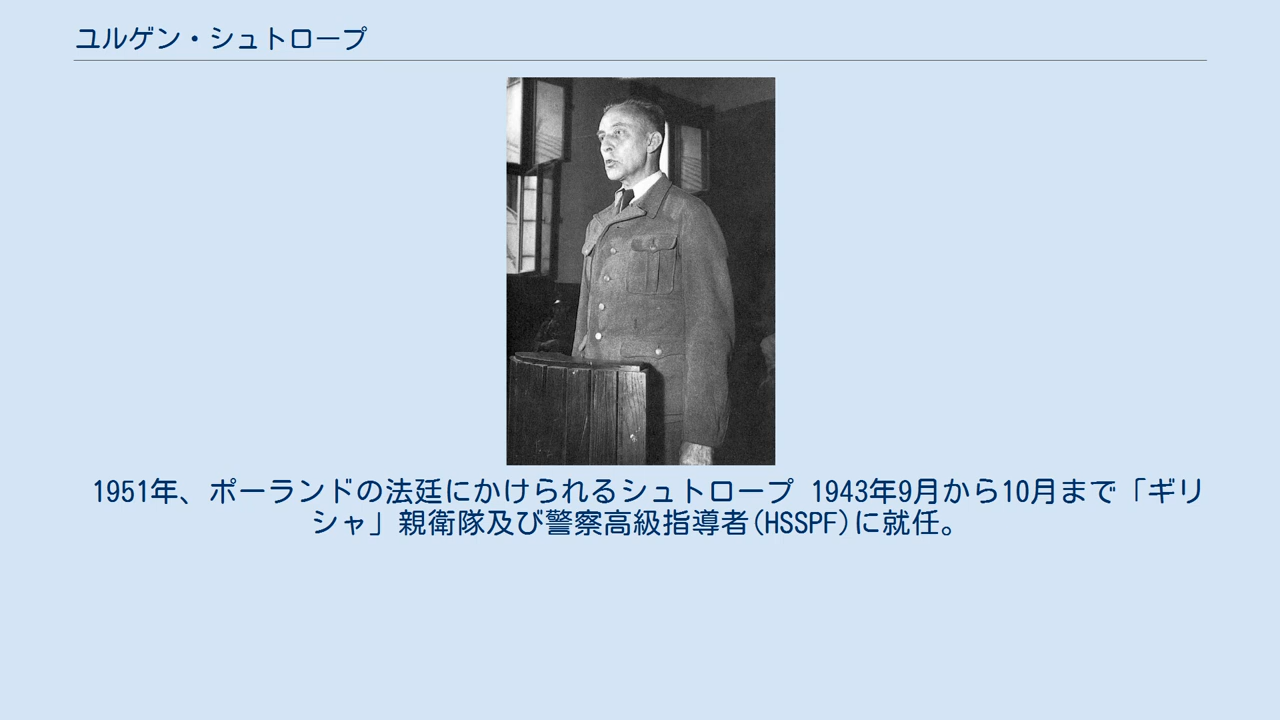 ユルゲン・シュトロープ
1951年、ポーランドの法廷にかけられるシュトロープ 1943年9月から10月まで「ギリ
シャ」親衛隊及び警察高級指導者(HSSPF)に就任。